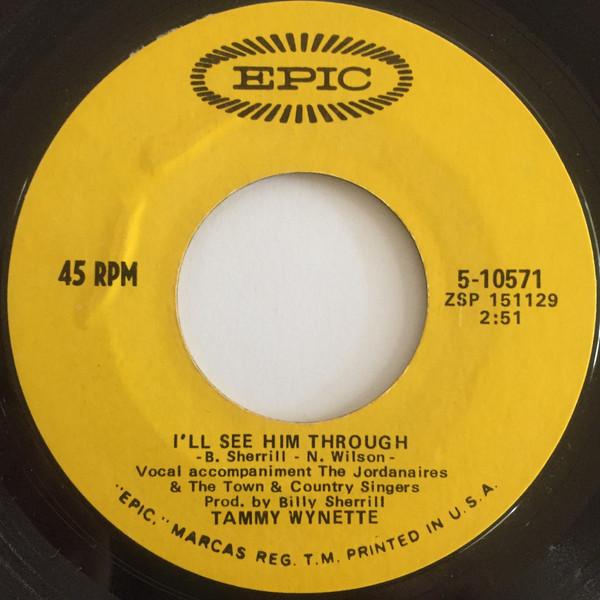 EPIC
45 RPM
5-10571
ZSP 151129
2:51
I'LL SEE HIM THROUGH
-B. Sherrill - N. Wilson-
Vocal accompaniment The Jordanaires
& The Town & Country Singers
Prod. by Billy Sherrill
TAMMY WYNETTE
"EPIC," MARCAS REG. T.M. PRINTED IN U.S.A.